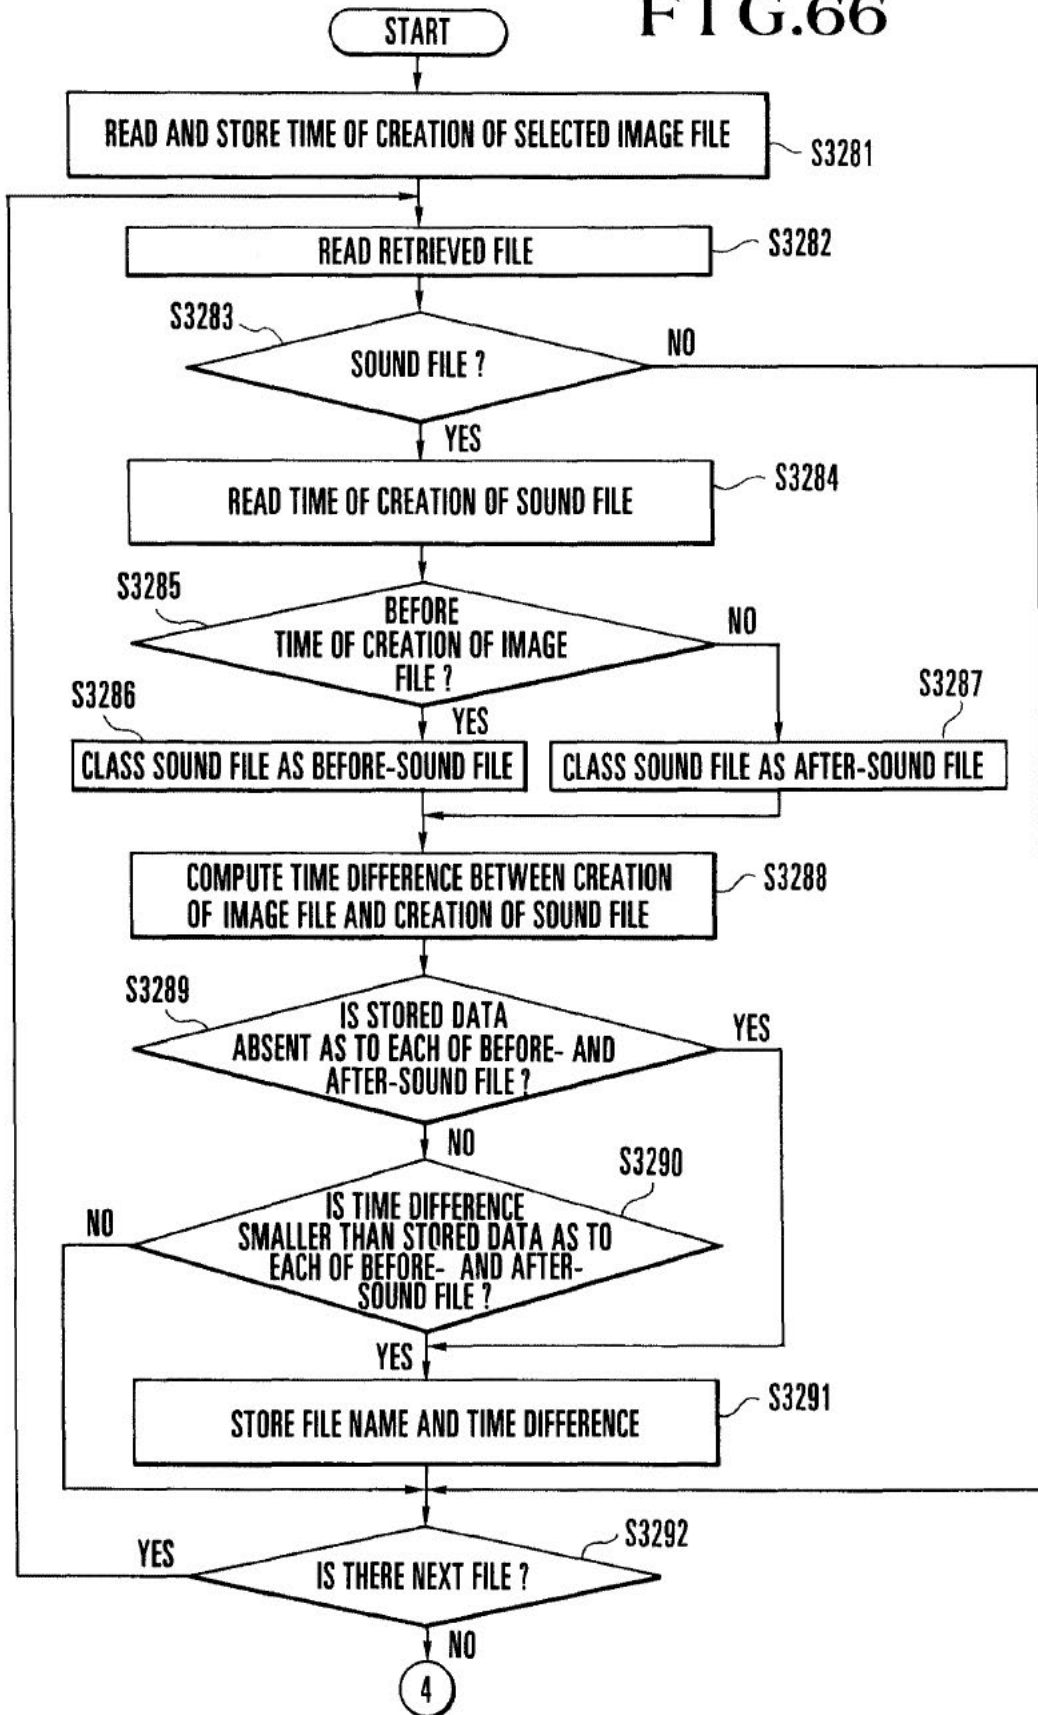 FIG.66
START
READ AND STORE TIME OF CREATION OF SELECTED IMAGE FILE
S3281
READ RETRIEVED FILE
S3282
S3283
SOUND FILE ?
NO
YES
READ TIME OF CREATION OF SOUND FILE
S3284
S3285
BEFORE
TIME OF CREATION OF IMAGE
FILE ?
NO
YES
S3286
CLASS SOUND FILE AS BEFORE-SOUND FILE
S3287
CLASS SOUND FILE AS AFTER-SOUND FILE
COMPUTE TIME DIFFERENCE BETWEEN CREATION
OF IMAGE FILE AND CREATION OF SOUND FILE
S3288
S3289
IS STORED DATA
ABSENT AS TO EACH OF BEFORE- AND
AFTER-SOUND FILE ?
YES
NO
S3290
IS TIME DIFFERENCE
SMALLER THAN STORED DATA AS TO
EACH OF BEFORE- AND AFTER-
SOUND FILE ?
NO
YES
STORE FILE NAME AND TIME DIFFERENCE
S3291
S3292
IS THERE NEXT FILE ?
YES
NO
4